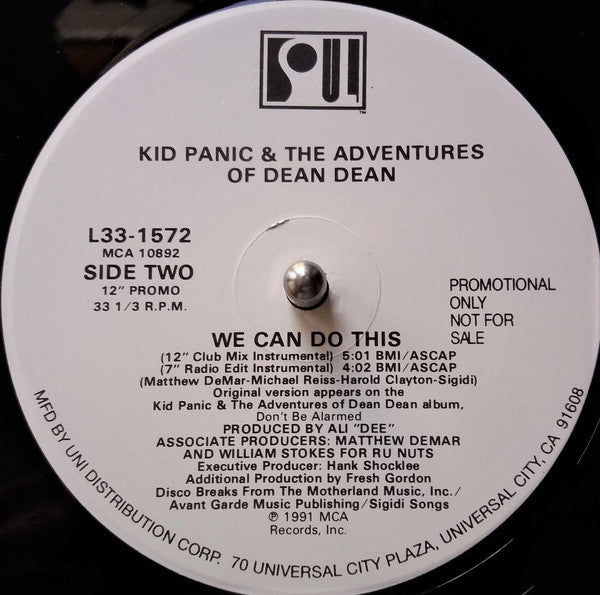 SOUL
™
KID PANIC & THE ADVENTURES
OF DEAN DEAN
L33-1572
MCA 10892
SIDE TWO
12" PROMO
33 1/3 R.P.M.
PROMOTIONAL
ONLY
NOT FOR
SALE
WE CAN DO THIS
(12" Club Mix Instrumental) 5:01 BMI/ASCAP
(7" Radio Edit Instrumental) 4:02 BMI/ASCAP
(Matthew DeMar-Michael Reiss-Harold Clayton-Sigidi)
Original version appears on the
Kid Panic & The Adventures of Dean Dean album,
Don't Be Alarmed
PRODUCED BY ALI "DEE"
ASSOCIATE PRODUCERS: MATTHEW DEMAR
AND WILLIAM STOKES FOR RU NUTS
Executive Producer: Hank Shocklee
Additional Production by Fresh Gordon
Disco Breaks From The Motherland Music, Inc./
Avant Garde Music Publishing/Sigidi Songs
℗ 1991 MCA
Records, Inc.
MFD BY UNI DISTRIBUTION CORP. 70 UNIVERSAL CITY PLAZA, UNIVERSAL CITY, CA 91608